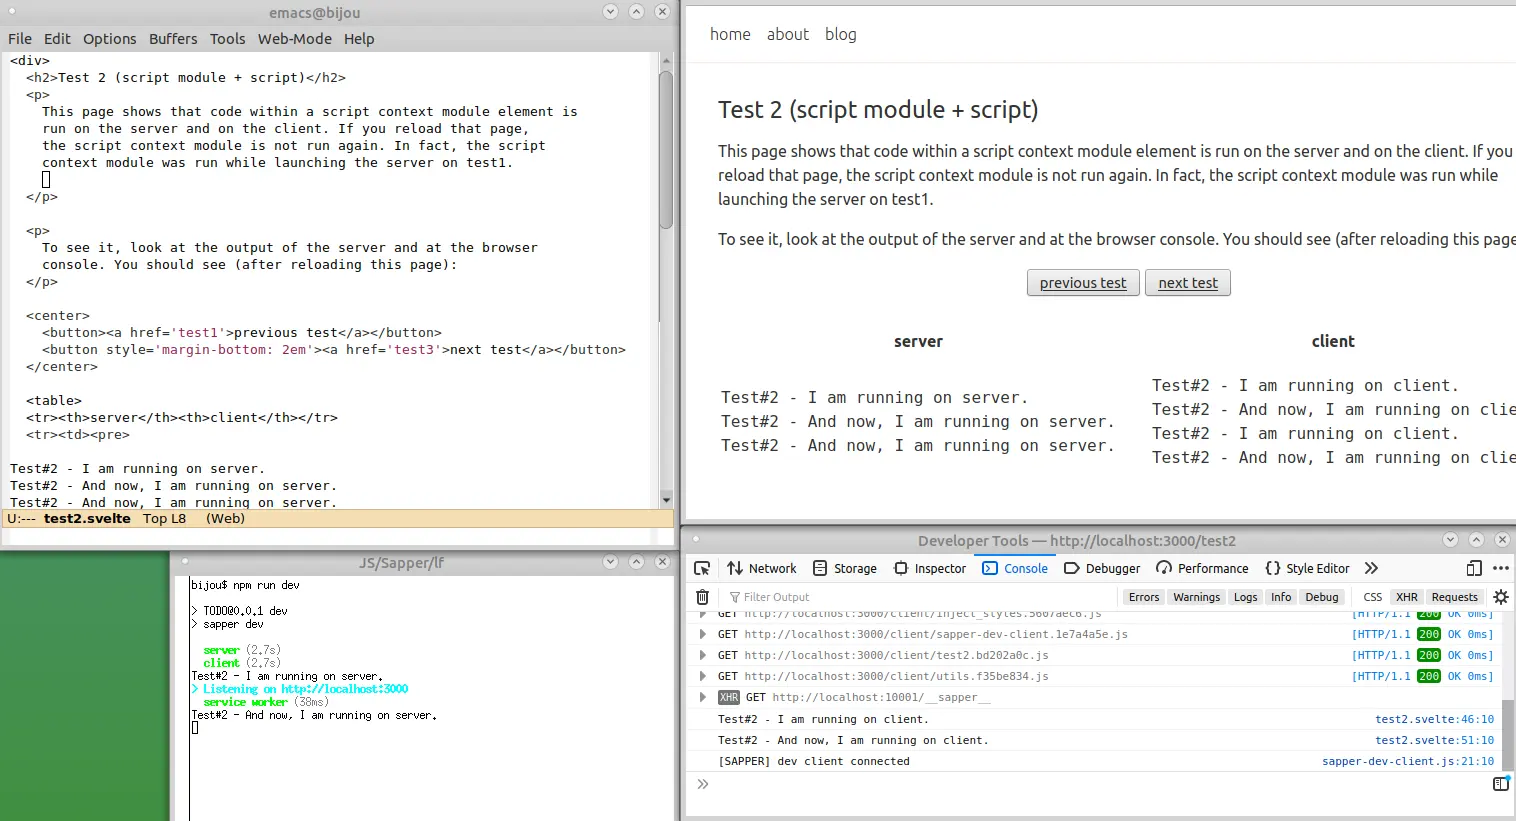 emacs@bijou
File Edit Options Buffers Tools Web-Mode Help
<div>
<h2>Test 2 (script module + script)</h2>
<p>
This page shows that code within a script context module element is
run on the server and on the client. If you reload that page,
the script context module is not run again. In fact, the script
context module was run while launching the server on test1.
</p>
<p>
To see it, look at the output of the server and at the browser
console. You should see (after reloading this page):
</p>
<center>
<button><a href='test1'>previous test</a></button>
<button style='margin-bottom: 2em'><a href='test3'>next test</a></button>
</center>
<table>
<tr><th>server</th><th>client</th></tr>
<tr><td><pre>
Test#2 - I am running on server.
Test#2 - And now, I am running on server.
Test#2 - And now, I am running on server.
U:--- test2.svelte Top L8 (Web)
home about blog
Test 2 (script module + script)
This page shows that code within a script context module element is run on the server and on the client. If you
reload that page, the script context module is not run again. In fact, the script context module was run while
launching the server on test1.
To see it, look at the output of the server and at the browser console. You should see (after reloading this page
previous test next test
server client
Test#2 - I am running on server.
Test#2 - And now, I am running on server.
Test#2 - And now, I am running on server.
Test#2 - I am running on client.
Test#2 - And now, I am running on clie
Test#2 - I am running on client.
Test#2 - And now, I am running on clie
JS/Sapper/lf
bijou$ npm run dev
> TODO@0.0.1 dev
> sapper dev
server (2.7s)
client (2.7s)
Test#2 - I am running on server.
> Listening on http://localhost:3000
service worker (38ms)
Test#2 - And now, I am running on server.
Developer Tools — http://localhost:3000/test2
Network Storage Inspector Console Debugger Performance Style Editor
Filter Output Errors Warnings Logs Info Debug CSS XHR Requests
GET http://localhost:3000/client/inject_styles.5607aec6.js [HTTP/1.1 200 OK 0ms]
GET http://localhost:3000/client/sapper-dev-client.1e7a4a5e.js [HTTP/1.1 200 OK 0ms]
GET http://localhost:3000/client/test2.bd202a0c.js [HTTP/1.1 200 OK 0ms]
GET http://localhost:3000/client/utils.f35be834.js [HTTP/1.1 200 OK 0ms]
XHR GET http://localhost:10001/__sapper__
Test#2 - I am running on client. test2.svelte:46:10
Test#2 - And now, I am running on client. test2.svelte:51:10
[SAPPER] dev client connected sapper-dev-client.js:21:10